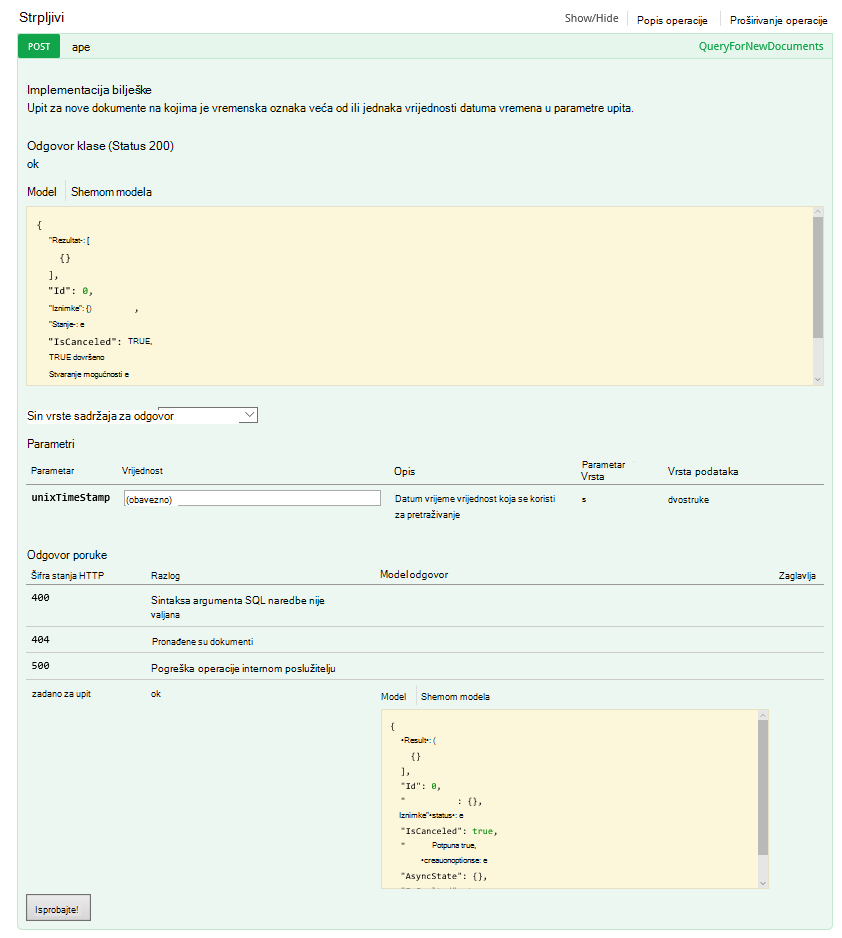 Strpljivi
Show/Hide Popis operacije Proširivanje operacije
POST ape QueryForNewDocuments
Implementacija bilješke
Upit za nove dokumente na kojima je vremenska oznaka veća od ili jednaka vrijednosti datuma vremena u parametre upita.
Odgovor klase (Status 200)
ok
Model Shemom modela
{
"Rezultat-: [
{}
],
"Id": 0,
"Iznimke": {} ,
"Stanje-: e
"IsCanceled": TRUE,
TRUE dovršeno
Stvaranje mogućnosti e
Sin vrste sadržaja za odgovor
Parametri
Parametar Vrijednost Opis Parametar Vrsta Vrsta podataka
unixTimeStamp (obavezno) Datum vrijeme vrijednost koja se koristi s dvostruke
za pretraživanje
Odgovor poruke
Šifra stanja HTTP Razlog Model odgovor Zaglavlja
400 Sintaksa argumenta SQL naredbe nije
valjana
404 Pronađene su dokumenti
500 Pogreška operacije internom poslužitelju
zadano za upit ok Model Shemom modela
{
•Result•: (
{}
],
"Id": 0,
" : {},
Iznimke"•status•: e
"IsCanceled": true,
" Potpuna true,
•creauonoptionse: e
"AsyncState": {},
Isprobajte!